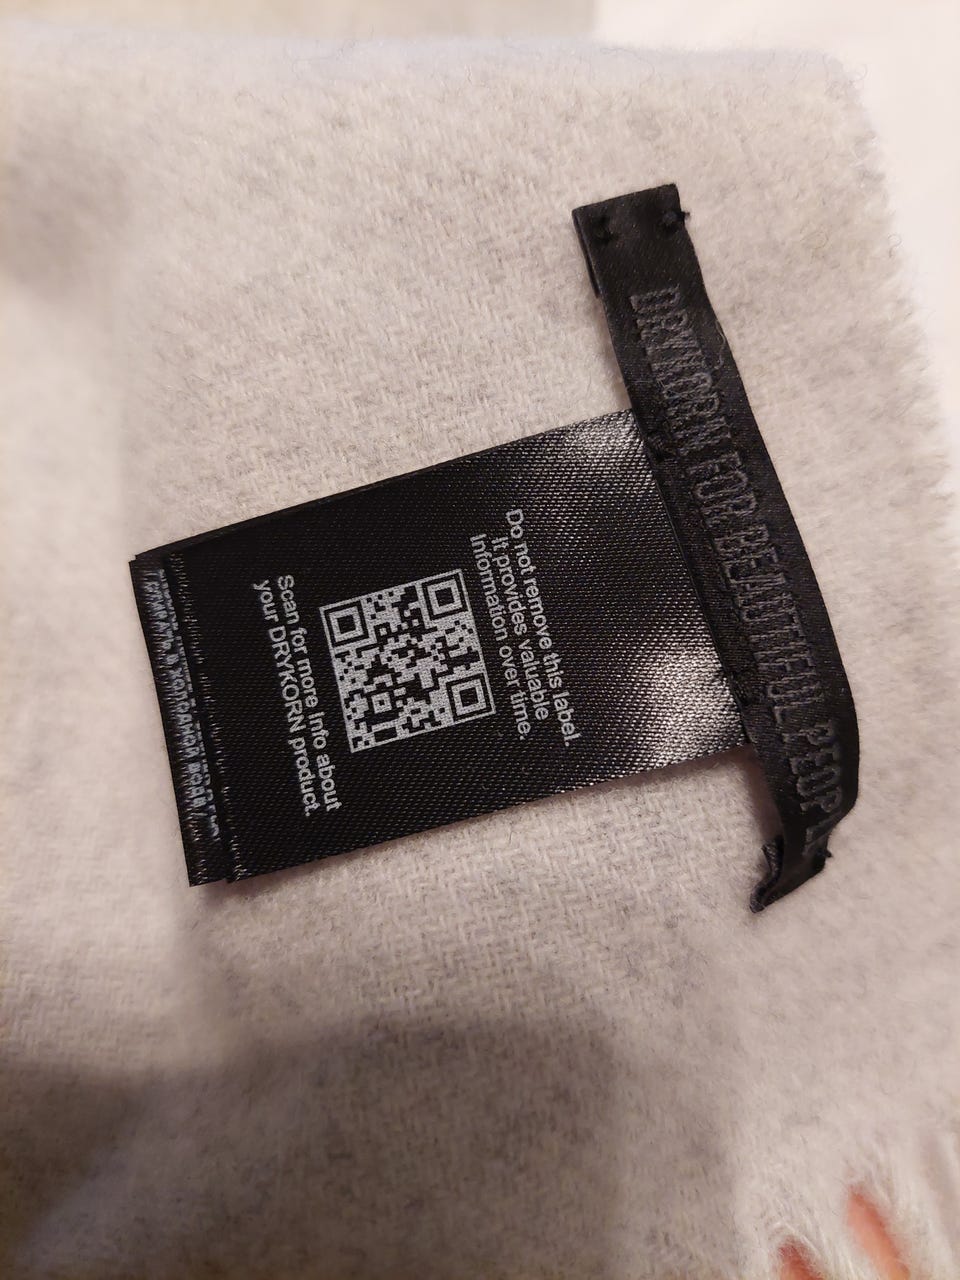 DRYKORN FOR BEAUTIFUL PEOPLE
Do not remove this label.
It provides valuable
information over time.
Scan for more info about
your DRYKORN product.